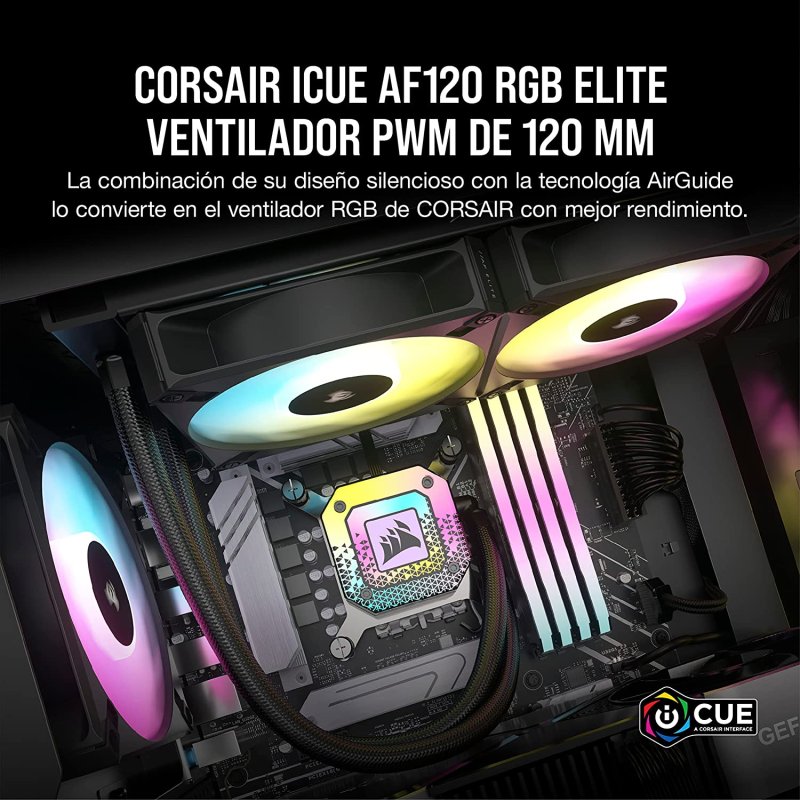 CORSAIR ICUE AF120 RGB ELITE
VENTILADOR PWM DE 120 MM
La combinación de su diseño silencioso con la tecnología AirGuide
lo convierte en el ventilador RGB de CORSAIR con mejor rendimiento.
CUE
A CORSAIR INTERFACE
GEF